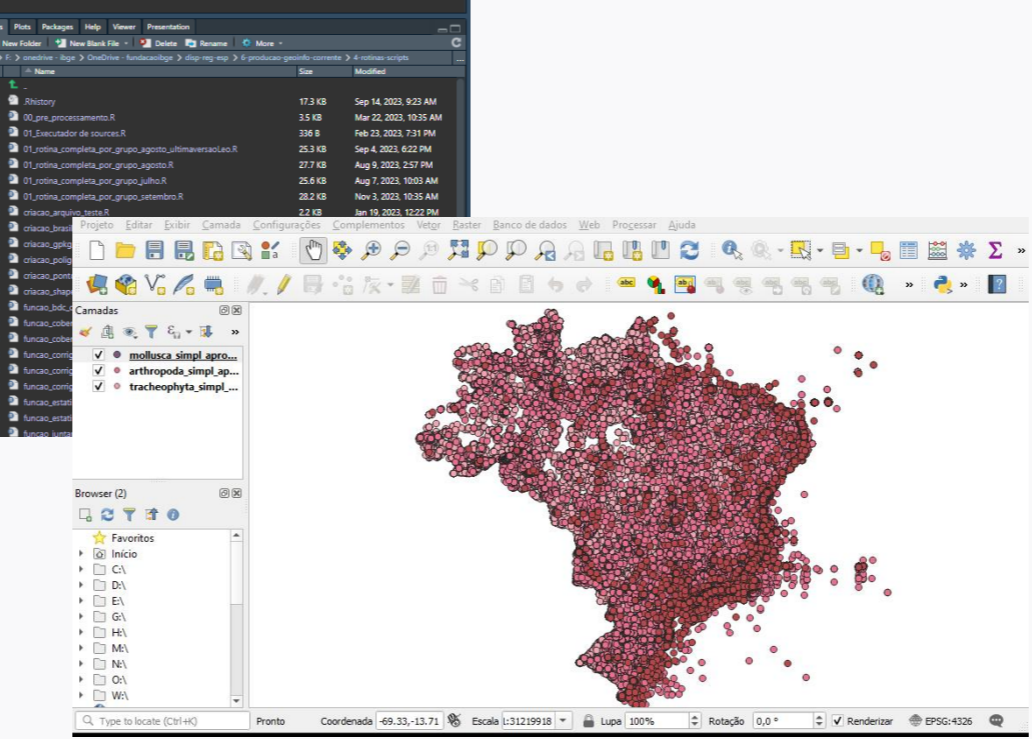 Plots Packages Help Viewer Presentation
New Folder New Blank File Delete Rename More
F: > onedrive - ibge > OneDrive - fundacaoibge > disp-reg-esp > 6-producao-geoinfo-corrente > 4-rotinas-scripts ...
Name Size Modified
..
.Rhistory 17.3 KB Sep 14, 2023, 9:23 AM
00_pre_processamento.R 3.5 KB Mar 22, 2023, 10:35 AM
01_Executador de sources.R 336 B Feb 23, 2023, 7:31 PM
01_rotina_completa_por_grupo_agosto_ultimaversaoLeo.R 25.3 KB Sep 4, 2023, 6:22 PM
01_rotina_completa_por_grupo_agosto.R 27.7 KB Aug 9, 2023, 2:57 PM
01_rotina_completa_por_grupo_julho.R 25.6 KB Aug 7, 2023, 10:03 AM
01_rotina_completa_por_grupo_setembro.R 28.2 KB Nov 3, 2023, 10:35 AM
criacao_arquivo_teste.R 2.2 KB Jan 19, 2023, 12:22 PM
criacao_brasil
criacao_gpkg
criacao_polig
criacao_ponto
criacao_shape
funcao_bdc_c
funcao_cober
funcao_cober
funcao_corrig
funcao_corrig
funcao_corrig
funcao_estati
funcao_estati
funcao_juntar
Projeto Editar Exibir Camada Configurações Complementos Vetor Raster Banco de dados Web Processar Ajuda
Camadas
mollusca_simpl_apro...
arthropoda_simpl_ap...
tracheophyta_simpl_...
Browser (2)
Favoritos
Início
C:\
D:\
E:\
G:\
H:\
M:\
N:\
O:\
W:\
Type to locate (Ctrl+K) Pronto Coordenada -69.33,-13.71 Escala 1:31219918 Lupa 100% Rotação 0,0 ° Renderizar EPSG:4326